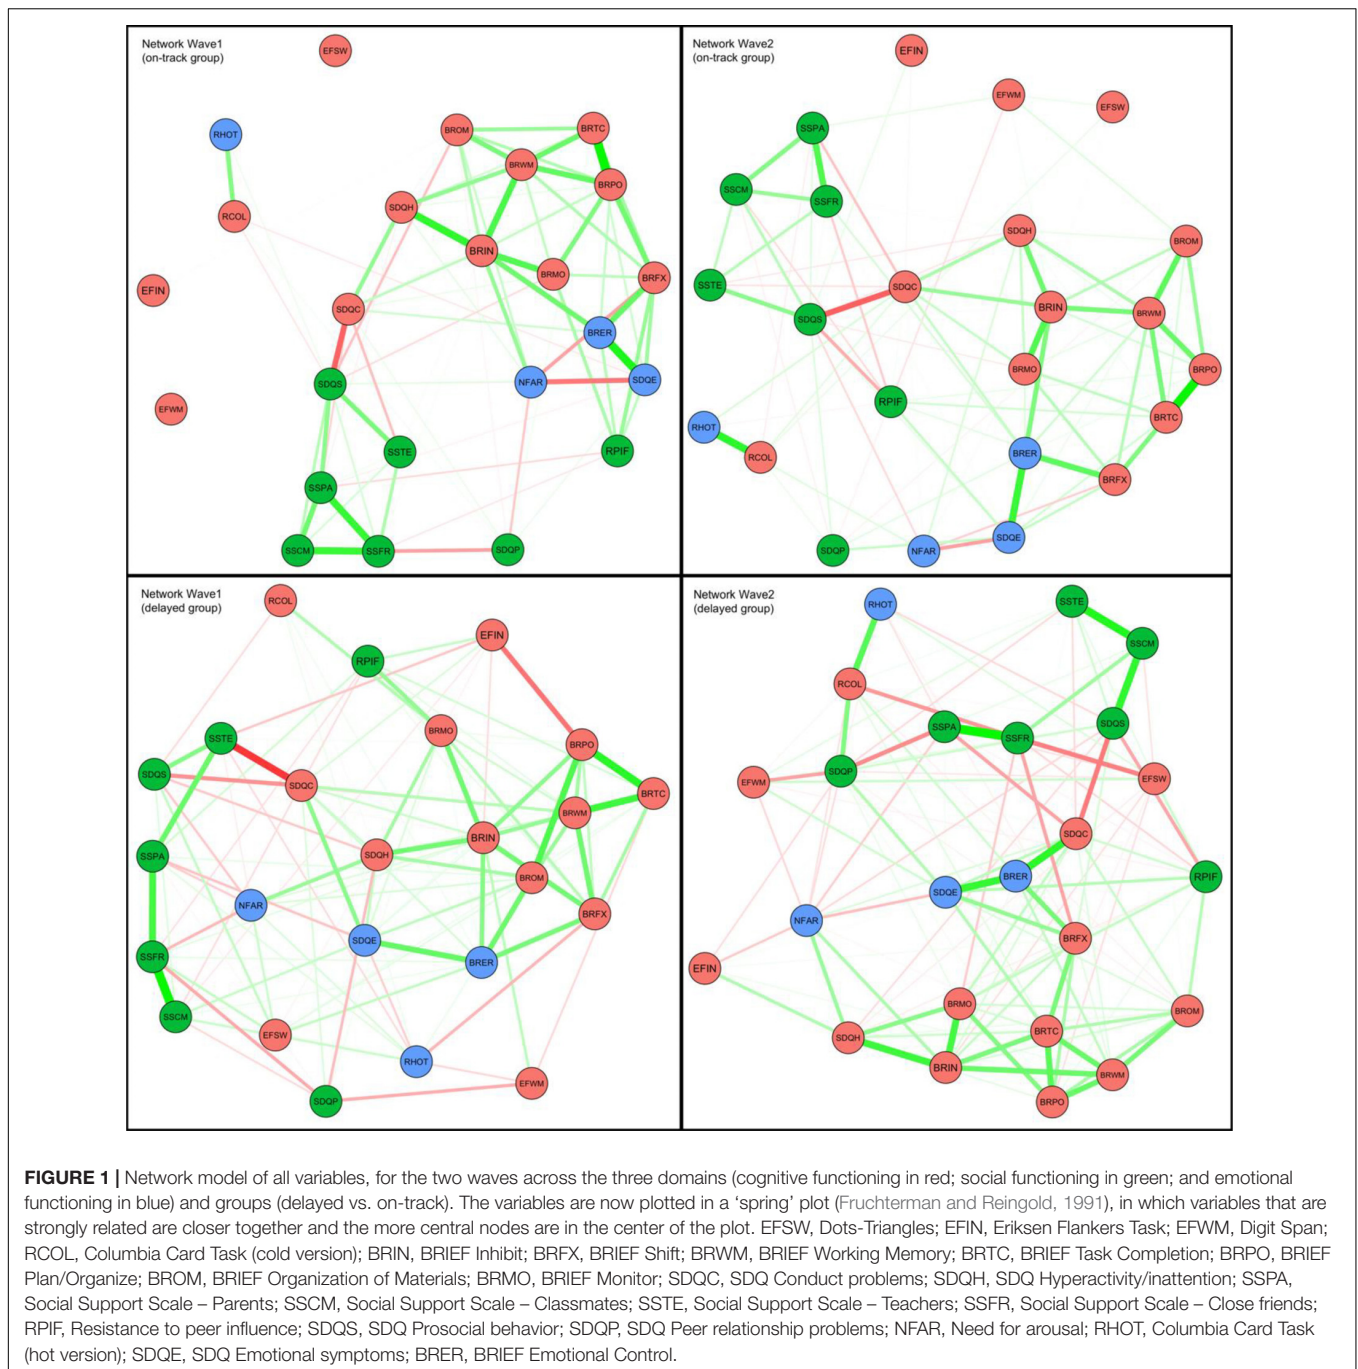 Network Wave1
(on-track group)
EFSW
RHOT
BROM
BRTC
BRWM
BRPO
SDQH
RCOL
BRIN
BRMO
BRFX
EFIN
SDQC
BRER
SDQS
NFAR
SDQE
EFWM
SSTE
RPIF
SSPA
SSCM
SSFR
SDQP
Network Wave2
(on-track group)
EFIN
EFWM
EFSW
SSPA
SSCM
SSFR
SDQH
BROM
SSTE
SDQC
BRIN
BRWM
SDQS
BRMO
BRPO
RPIF
BRTC
RHOT
RCOL
BRER
BRFX
SDQE
SDQP
NFAR
Network Wave1
(delayed group)
RCOL
EFIN
RPIF
BRMO
SSTE
BRPO
SDQS
SDQC
BRTC
BRWM
BRIN
SSPA
SDQH
BROM
NFAR
BRFX
SDQE
SSFR
BRER
SSCM
EFSW
RHOT
EFWM
SDQP
Network Wave2
(delayed group)
RHOT
SSTE
SSCM
RCOL
SSPA
SDQS
SSFR
SDQP
EFWM
EFSW
SDQC
BRER
RPIF
SDQE
NFAR
BRFX
EFIN
BRMO
BROM
BRTC
SDQH
BRIN
BRWM
BRPO
FIGURE 1 | Network model of all variables, for the two waves across the three domains (cognitive functioning in red; social functioning in green; and emotional
functioning in blue) and groups (delayed vs. on-track). The variables are now plotted in a ‘spring’ plot (Fruchterman and Reingold, 1991), in which variables that are
strongly related are closer together and the more central nodes are in the center of the plot. EFSW, Dots-Triangles; EFIN, Eriksen Flankers Task; EFWM, Digit Span;
RCOL, Columbia Card Task (cold version); BRIN, BRIEF Inhibit; BRFX, BRIEF Shift; BRWM, BRIEF Working Memory; BRTC, BRIEF Task Completion; BRPO, BRIEF
Plan/Organize; BROM, BRIEF Organization of Materials; BRMO, BRIEF Monitor; SDQC, SDQ Conduct problems; SDQH, SDQ Hyperactivity/inattention; SSPA,
Social Support Scale – Parents; SSCM, Social Support Scale – Classmates; SSTE, Social Support Scale – Teachers; SSFR, Social Support Scale – Close friends;
RPIF, Resistance to peer influence; SDQS, SDQ Prosocial behavior; SDQP, SDQ Peer relationship problems; NFAR, Need for arousal; RHOT, Columbia Card Task
(hot version); SDQE, SDQ Emotional symptoms; BRER, BRIEF Emotional Control.